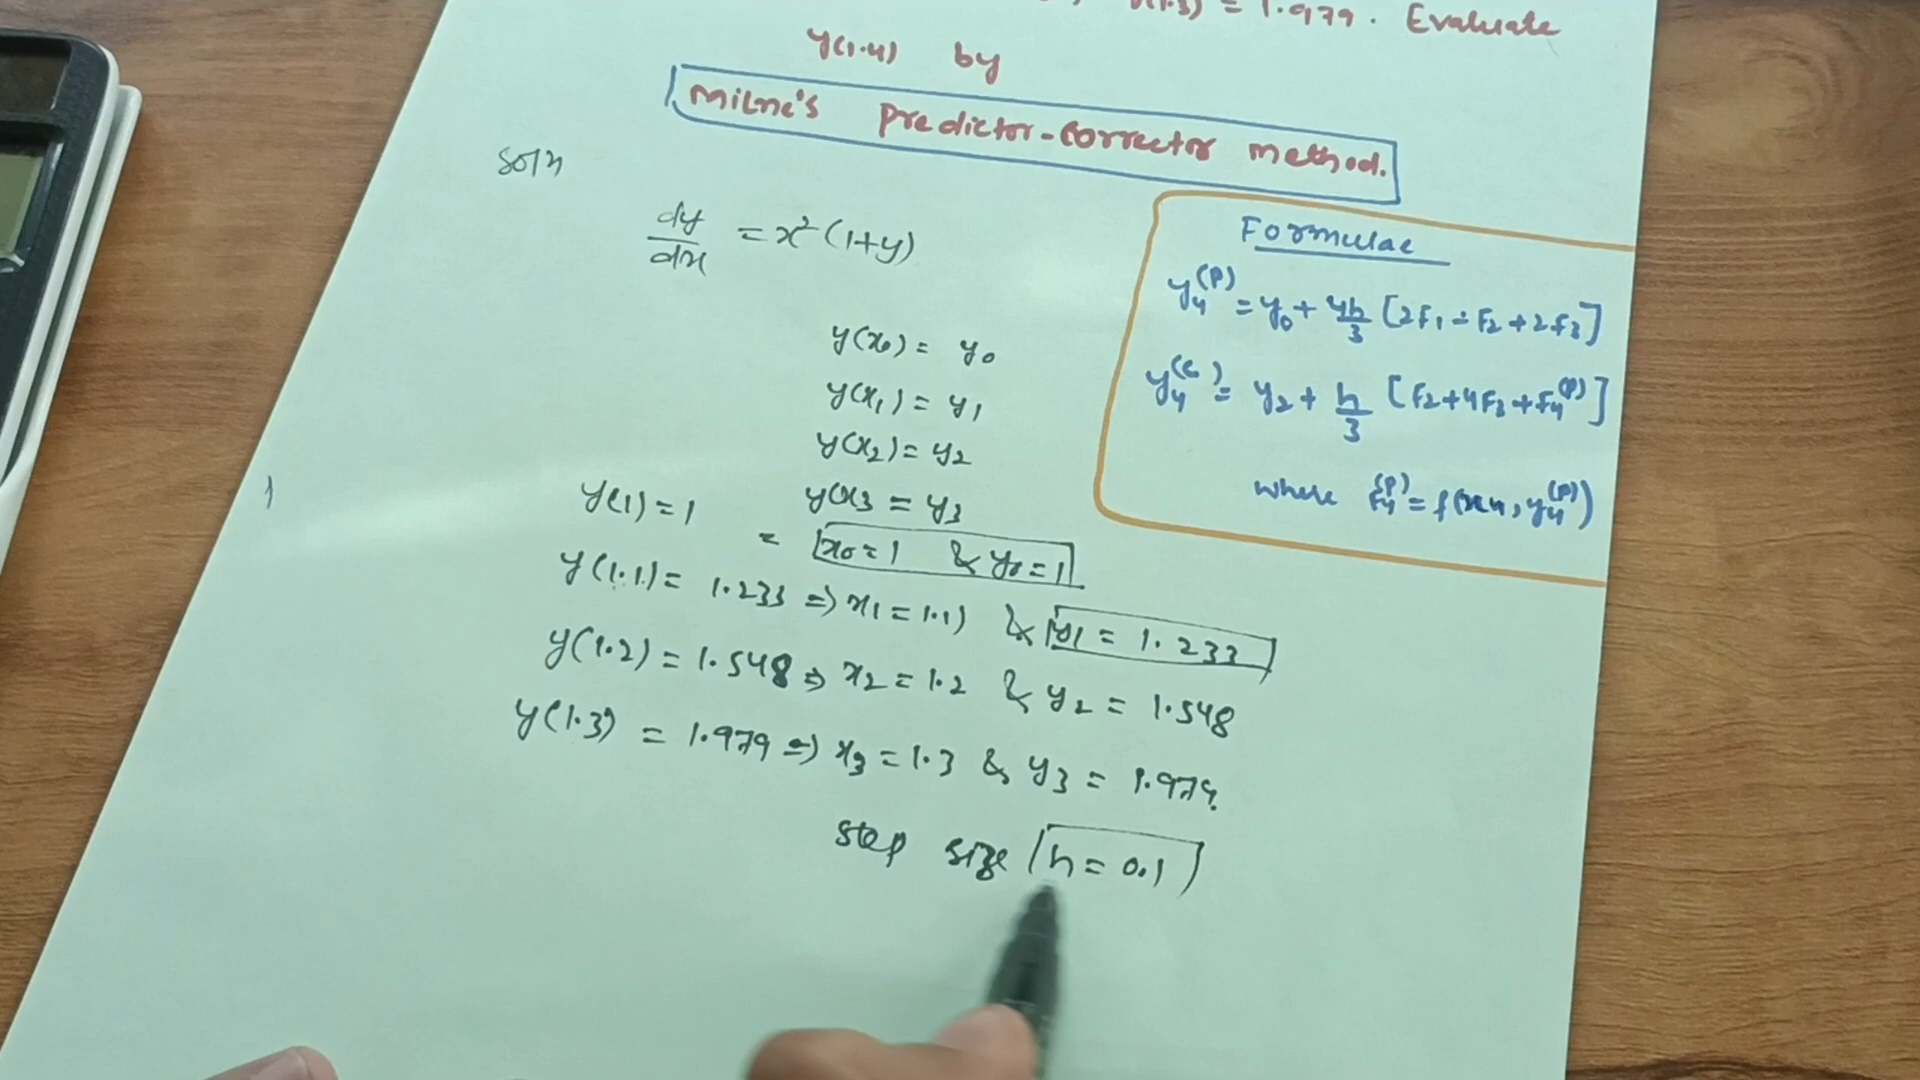 = 1.979. Evaluate
y(1.4) by
Milne's Predictor-Corrector method.
Soln
dy/dx = x²(1+y)
Formulae
y₄^(P) = y₀ + 4h/3 [2F₁ - F₂ + 2F₃]
y₄^(c) = y₂ + h/3 [F₂ + 4F₃ + F₄^(P)]
where F₄^(P) = f(x₄, y₄^(P))
y(x₀) = y₀
y(x₁) = y₁
y(x₂) = y₂
y(x₃ = y₃
y(1) = 1
= x₀ = 1 & y₀ = 1
y(1.1) = 1.233 => x₁ = 1.1) & y₁ = 1.233
y(1.2) = 1.548 => x₂ = 1.2 & y₂ = 1.548
y(1.3) = 1.979 => x₃ = 1.3 & y₃ = 1.979.
step size h = 0.1